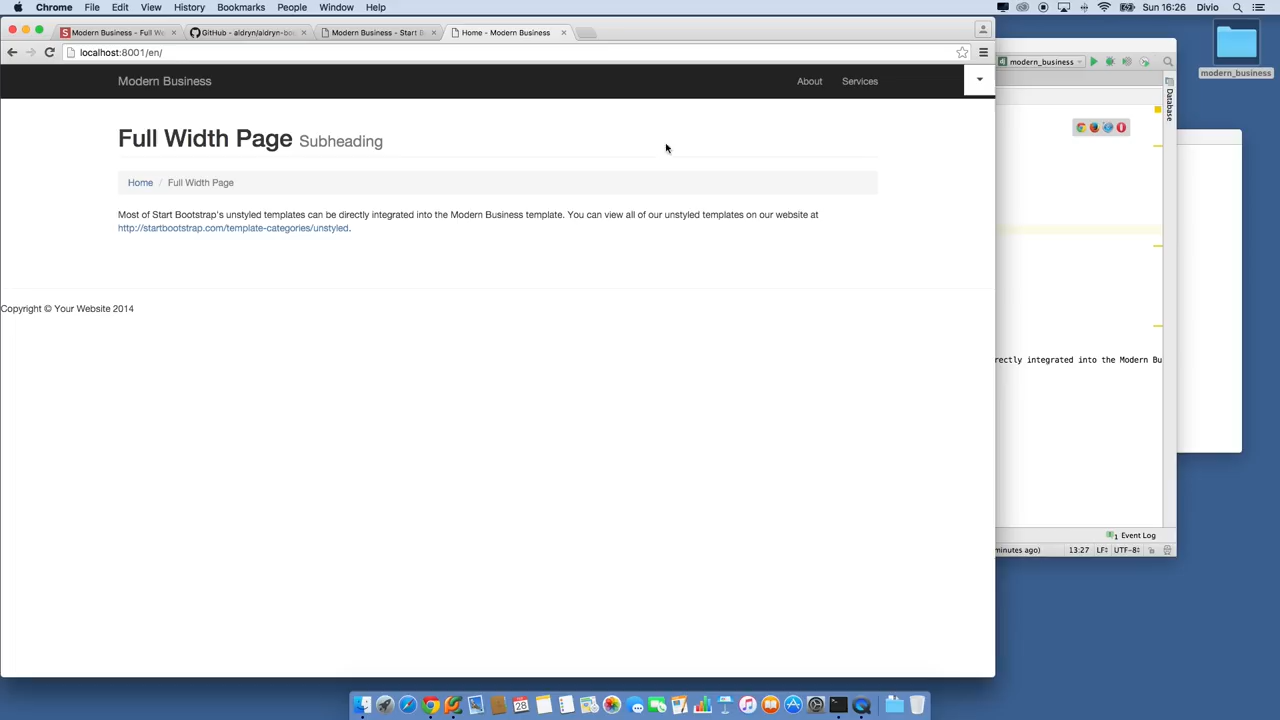 Chrome File Edit View History Bookmarks People Window Help Sun 16:26 Divio
Modern Business - Full We GitHub - aldryn/aldryn-bo Modern Business - Start B Home - Modern Business
localhost:8001/en/
Modern Business About Services
Full Width Page Subheading
Home / Full Width Page
Most of Start Bootstrap's unstyled templates can be directly integrated into the Modern Business template. You can view all of our unstyled templates on our website at
http://startbootstrap.com/template-categories/unstyled.
Copyright © Your Website 2014
modern_business
Database
rectly integrated into the Modern Bu
1 Event Log
minutes ago) 13:27 LF UTF-8
modern_business
28